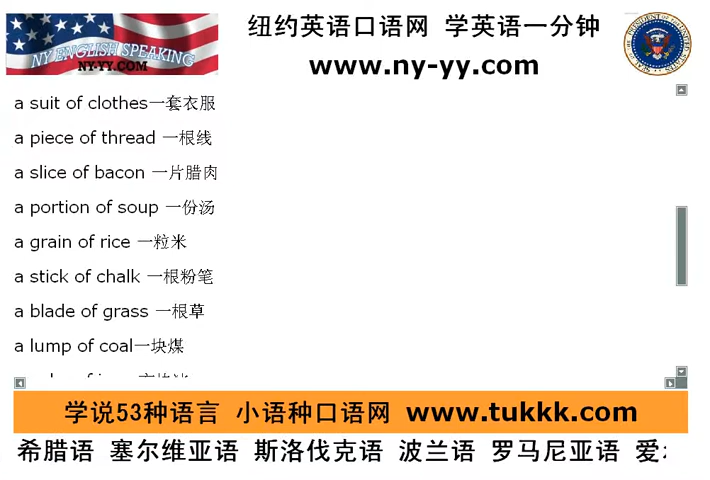 NY ENGLISH SPEAKING
NY-YY.COM
纽约英语口语网 学英语一分钟
www.ny-yy.com
a suit of clothes一套衣服
a piece of thread 一根线
a slice of bacon 一片腊肉
a portion of soup 一份汤
a grain of rice 一粒米
a stick of chalk 一根粉笔
a blade of grass 一根草
a lump of coal一块煤
学说53种语言 小语种口语网 www.tukkk.com
希腊语 塞尔维亚语 斯洛伐克语 波兰语 罗马尼亚语